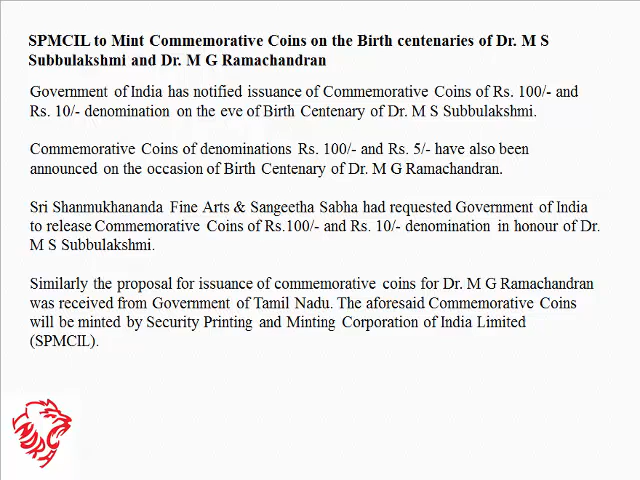 SPMCIL to Mint Commemorative Coins on the Birth centenaries of Dr. M S
Subbulakshmi and Dr. M G Ramachandran
Government of India has notified issuance of Commemorative Coins of Rs. 100/- and
Rs. 10/- denomination on the eve of Birth Centenary of Dr. M S Subbulakshmi.
Commemorative Coins of denominations Rs. 100/- and Rs. 5/- have also been
announced on the occasion of Birth Centenary of Dr. M G Ramachandran.
Sri Shanmukhananda Fine Arts & Sangeetha Sabha had requested Government of India
to release Commemorative Coins of Rs.100/- and Rs. 10/- denomination in honour of Dr.
M S Subbulakshmi.
Similarly the proposal for issuance of commemorative coins for Dr. M G Ramachandran
was received from Government of Tamil Nadu. The aforesaid Commemorative Coins
will be minted by Security Printing and Minting Corporation of India Limited
(SPMCIL).